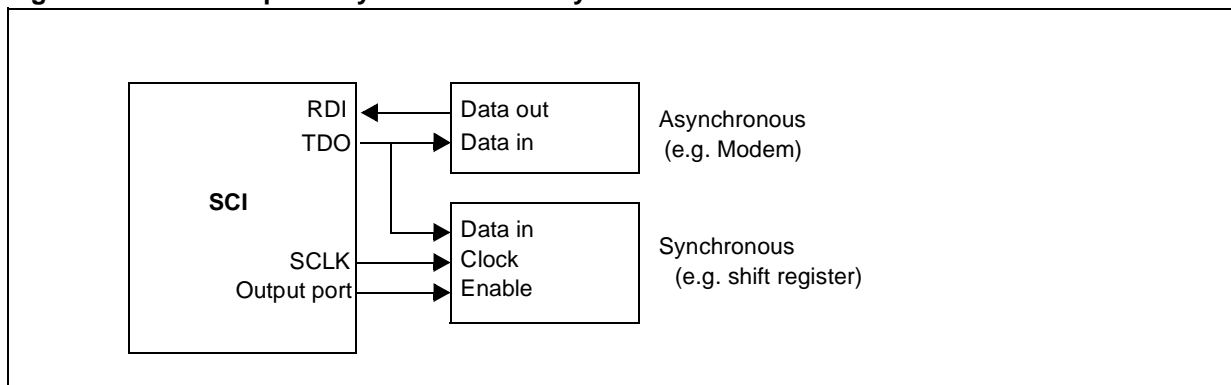 RDI
TDO
SCI
SCLK
Output port
Data out
Data in
Asynchronous
(e.g. Modem)
Data in
Clock
Enable
Synchronous
(e.g. shift register)